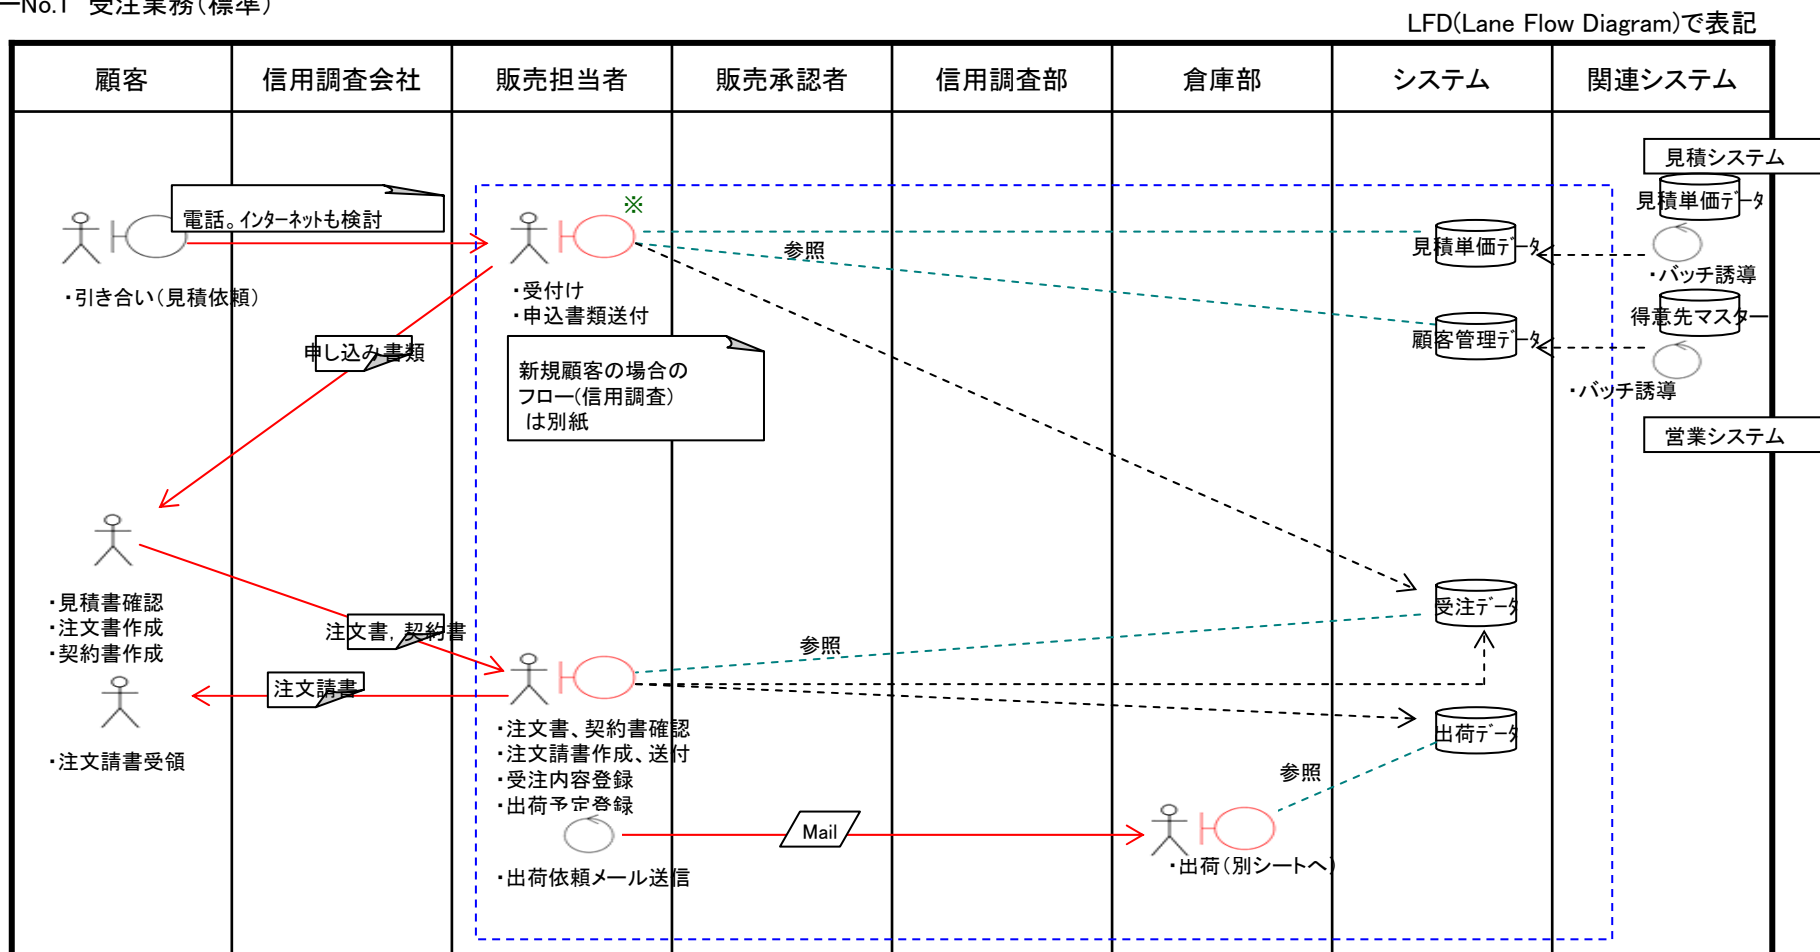 ーNo.1 受注業務(標準)
LFD(Lane Flow Diagram)で表記
顧客
信用調査会社
販売担当者
販売承認者
信用調査部
倉庫部
システム
関連システム
見積システム
見積単価データ
電話。インターネットも検討
※
参照
見積単価データ
・バッチ誘導
・引き合い(見積依頼)
・受付け
・申込書類送付
得意先マスター
顧客管理データ
・バッチ誘導
申し込み書類
新規顧客の場合の
フロー(信用調査)
は別紙
営業システム
・見積書確認
・注文書作成
・契約書作成
注文書,契約書
参照
受注データ
注文請書
・注文請書受領
・注文書、契約書確認
・注文請書作成、送付
・受注内容登録
・出荷予定登録
出荷データ
参照
Mail
・出荷(別シートへ)
・出荷依頼メール送信